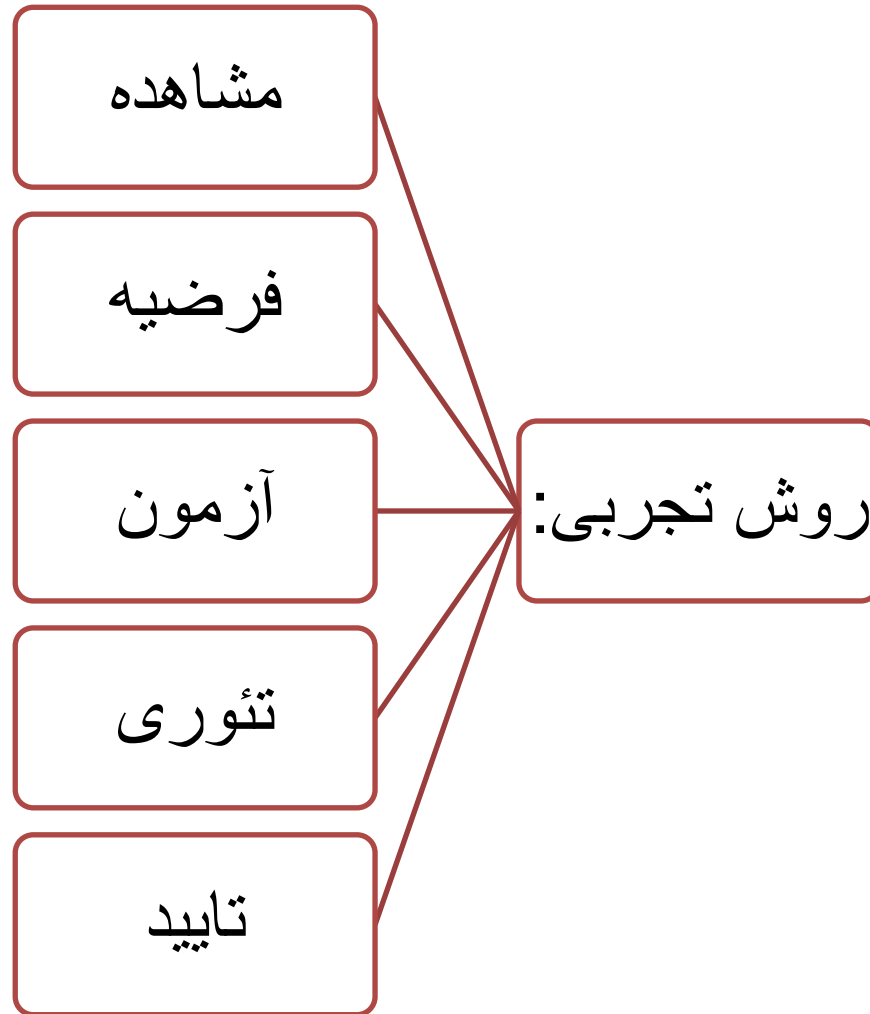 روش تجربی:
مشاهده
فرضیه
آزمون
تئوری
تایید